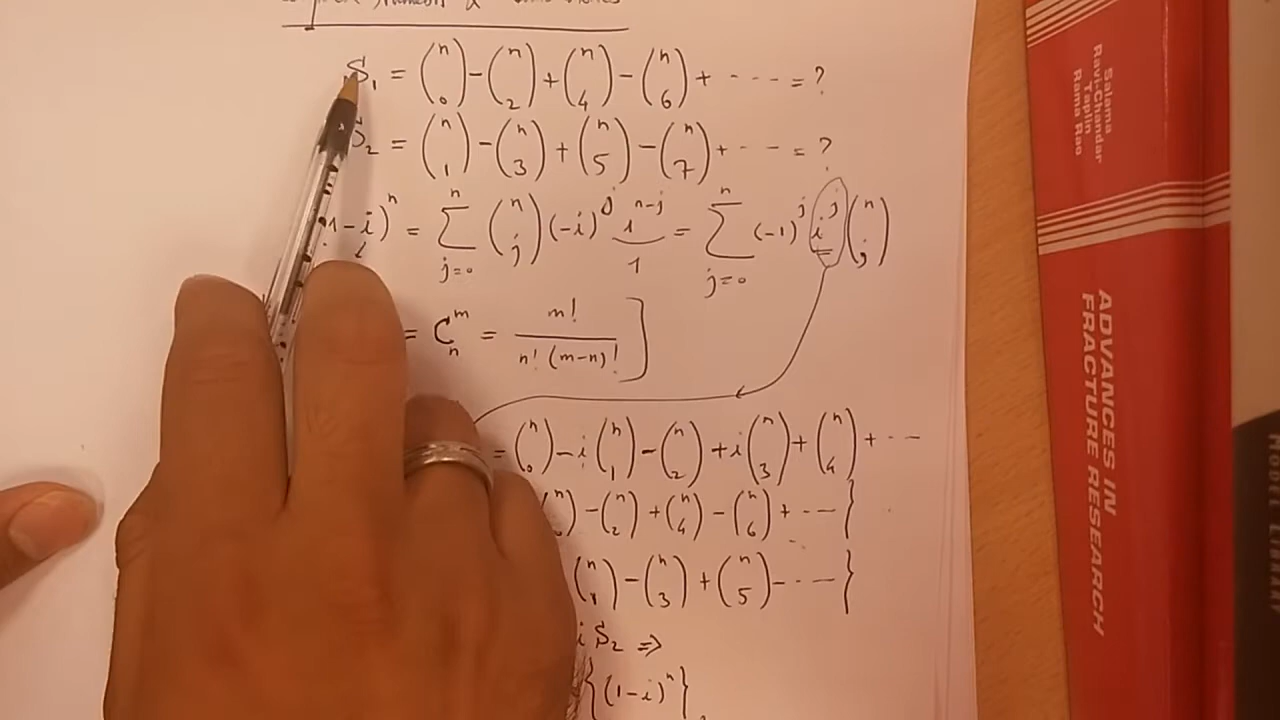 S₁ = (n 0) - (n 2) + (n 4) - (n 6) + ---- = ?
S₂ = (n 1) - (n 3) + (n 5) - (n 7) + --- = ?
-i)ⁿ = Σ_{j=0}^{n} (n j) (-i)^j i^{n-j} = Σ_{j=0}^{n} (-1)^j i^j (n j)
1
= C_n^m = m! / n! (m-n)! ]
= (n 0) - i (n 1) - (n 2) + i (n 3) + (n 4) + ---
) - (n 2) + (n 4) - (n 6) + --- }
(n 1) - (n 3) + (n 5) - ---- }
i S₂ ⇒
{(1-i)ⁿ}
Salama
Ravi-Chandar
Taplin
Rama Rao
ADVANCES IN
FRACTURE RESEARCH